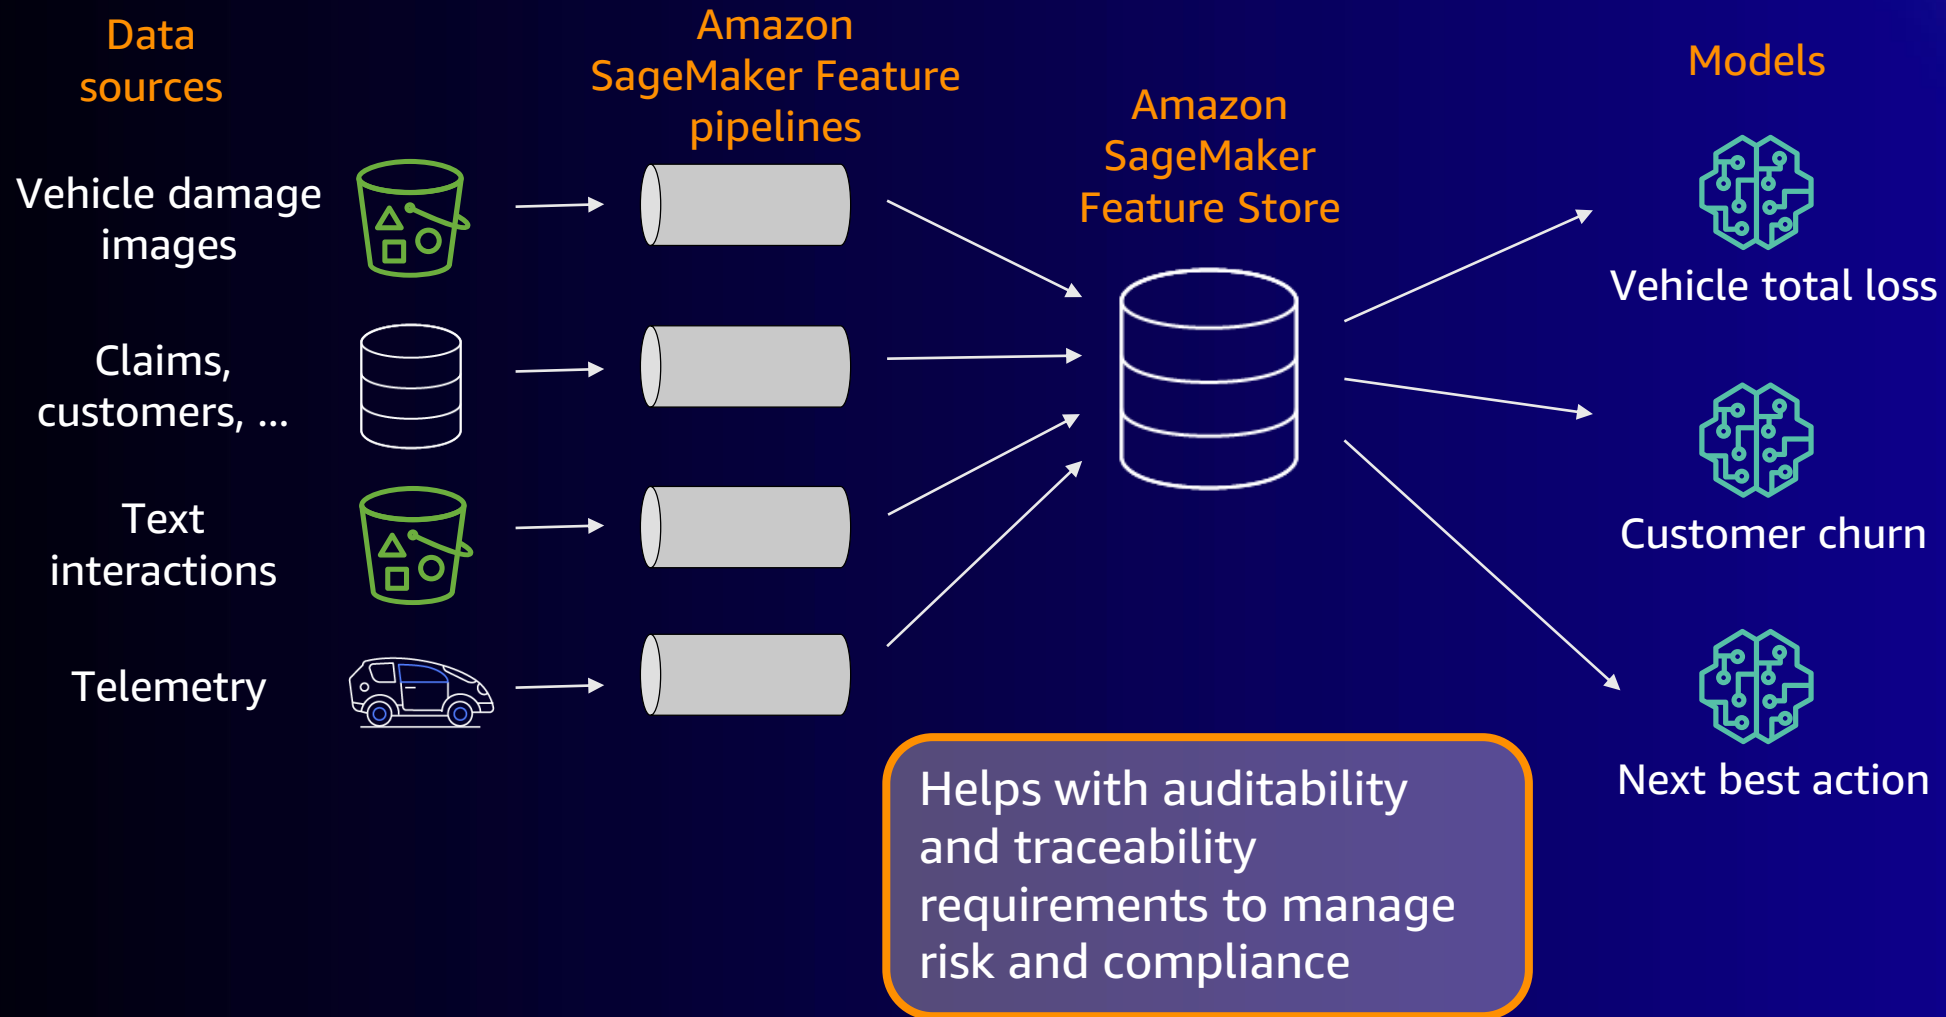 Data
sources
Amazon
SageMaker Feature
pipelines
Amazon
SageMaker
Feature Store
Models
Vehicle damage
images
Claims,
customers, ...
Text
interactions
Telemetry
Vehicle total loss
Customer churn
Next best action
Helps with auditability
and traceability
requirements to manage
risk and compliance